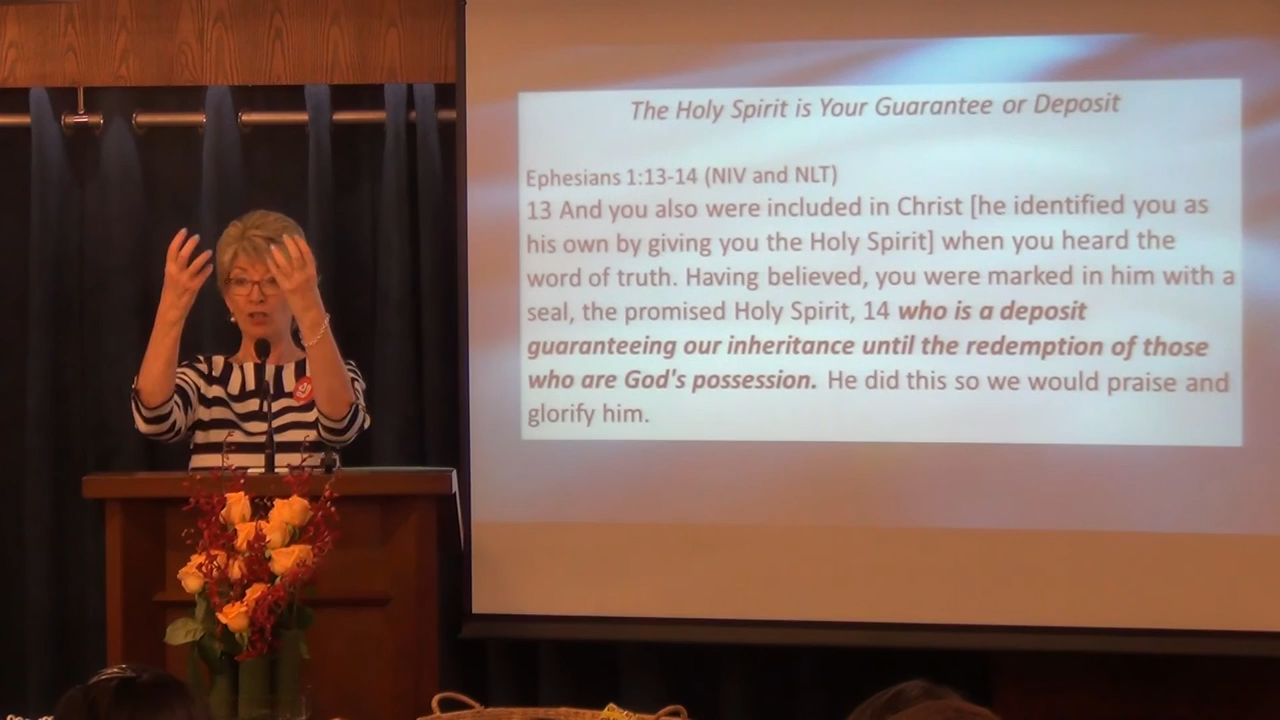 The Holy Spirit is Your Guarantee or Deposit
Ephesians 1:13-14 (NIV and NLT)
13 And you also were included in Christ [he identified you as
his own by giving you the Holy Spirit] when you heard the
word of truth. Having believed, you were marked in him with a
seal, the promised Holy Spirit, 14 who is a deposit
guaranteeing our inheritance until the redemption of those
who are God's possession. He did this so we would praise and
glorify him.